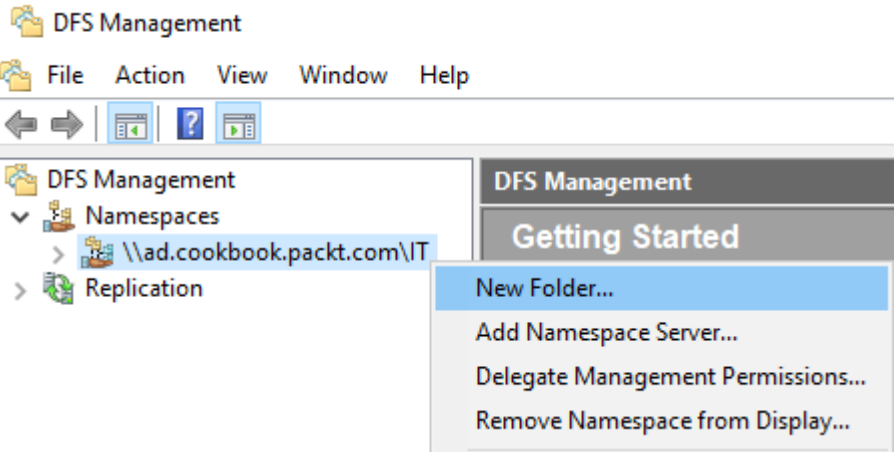 DFS Management
File Action View Window Help
DFS Management
Namespaces
\\ad.cookbook.packt.com\IT
Replication
DFS Management
Getting Started
New Folder...
Add Namespace Server...
Delegate Management Permissions...
Remove Namespace from Display...